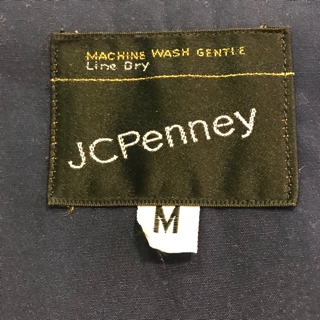 MACHINE WASH GENTLE
Line Dry
JCPenney
M